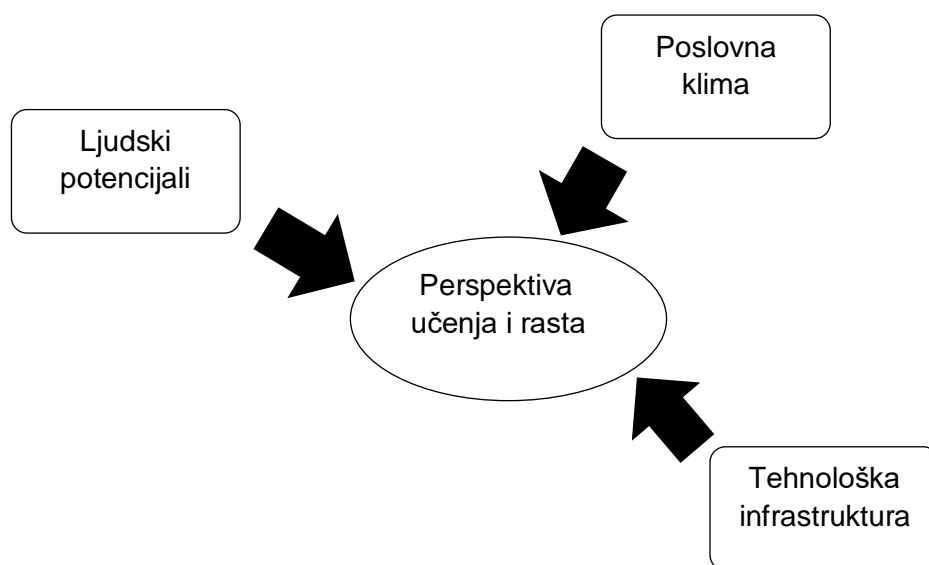 Poslovna
klima
Ljudski
potencijali
Perspektiva
učenja i rasta
Tehnološka
infrastruktura